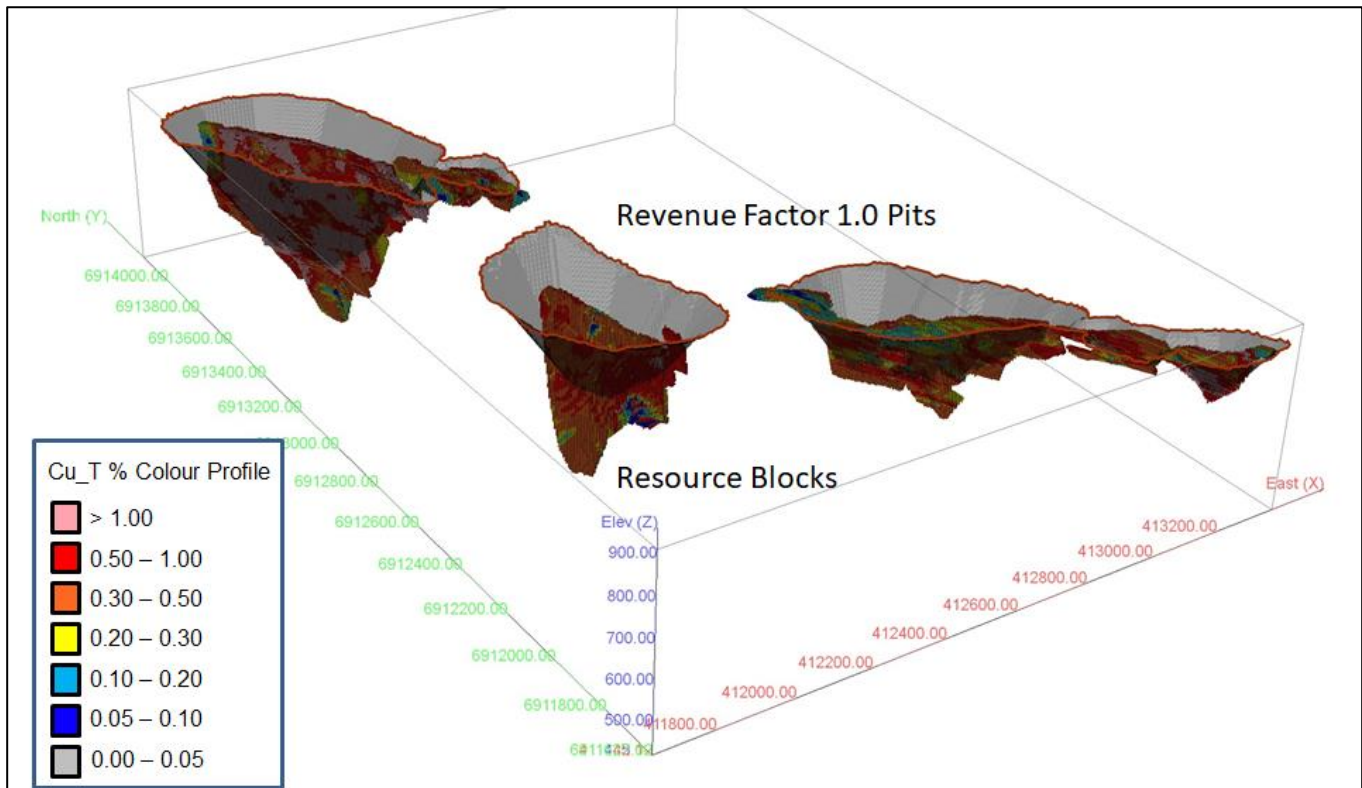 Revenue Factor 1.0 Pits
North (Y)
6914000.00
6913800.00
6913600.00
6913400.00
6913200.00
6912800.00
6912600.00
6912400.00
6912200.00
6912000.00
6911800.00
Resource Blocks
Elev (Z)
900.00
800.00
700.00
600.00
500.00
East (X)
413200.00
413000.00
412800.00
412600.00
412400.00
412200.00
412000.00
411800.00
Cu_T % Colour Profile
> 1.00
0.50 – 1.00
0.30 – 0.50
0.20 – 0.30
0.10 – 0.20
0.05 – 0.10
0.00 – 0.05